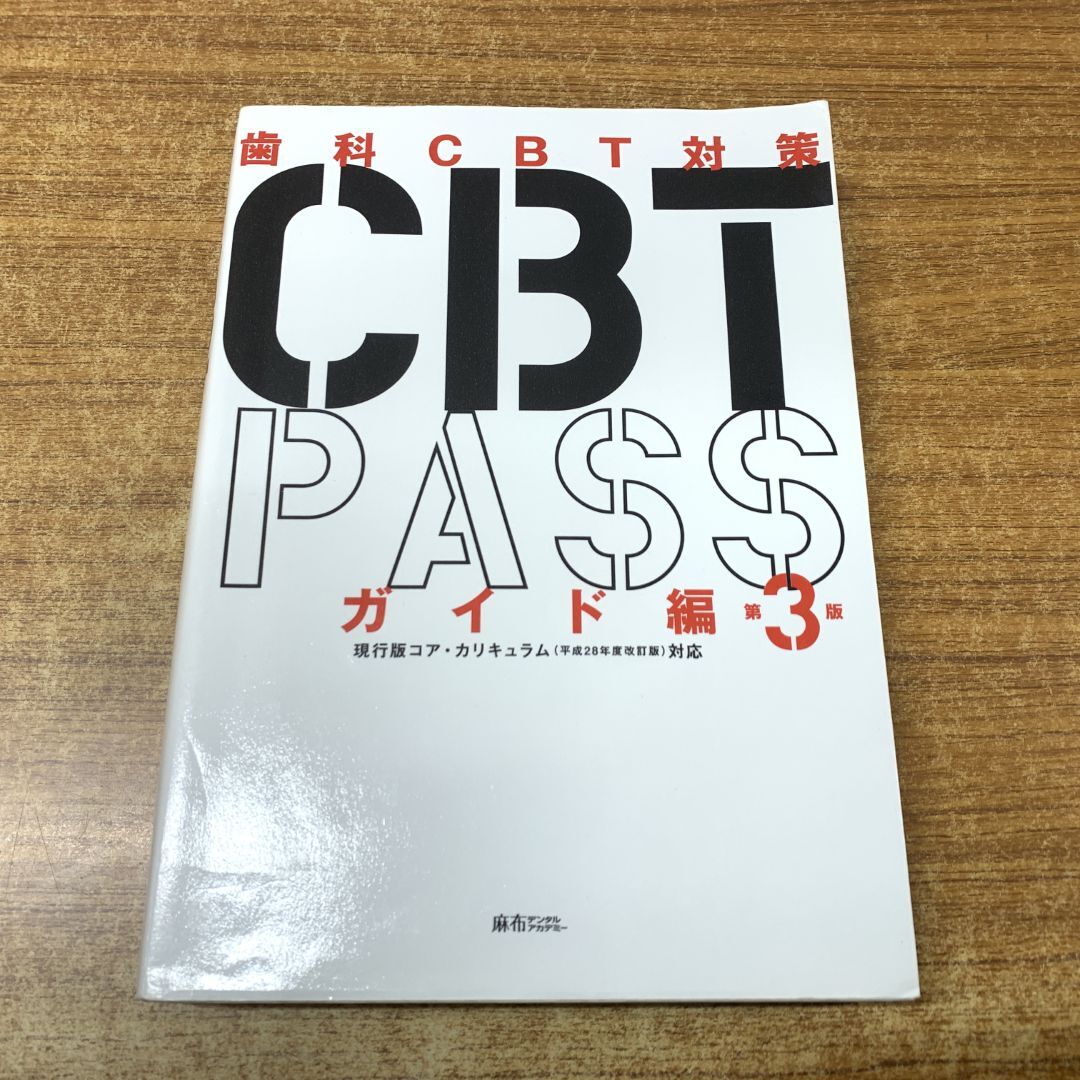 歯科CBT対策
CBT
PASS
ガイド編 第3版
現行版コア・カリキュラム(平成28年度改訂版)対応
麻布デンタルアカデミー